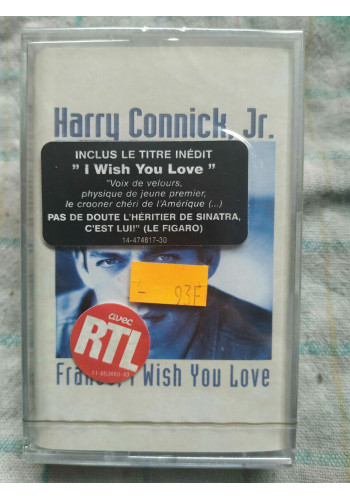 Harry Connick, Jr.
INCLUS LE TITRE INÉDIT
" I Wish You Love "
"Voix de velours,
physique de jeune premier,
le crooner chéri de l'Amérique (...)
PAS DE DOUTE L'HÉRITIER DE SINATRA,
C'EST LUI!" (LE FIGARO)
14-474617-30
- 93F
avec
RTL
I Wish You Love